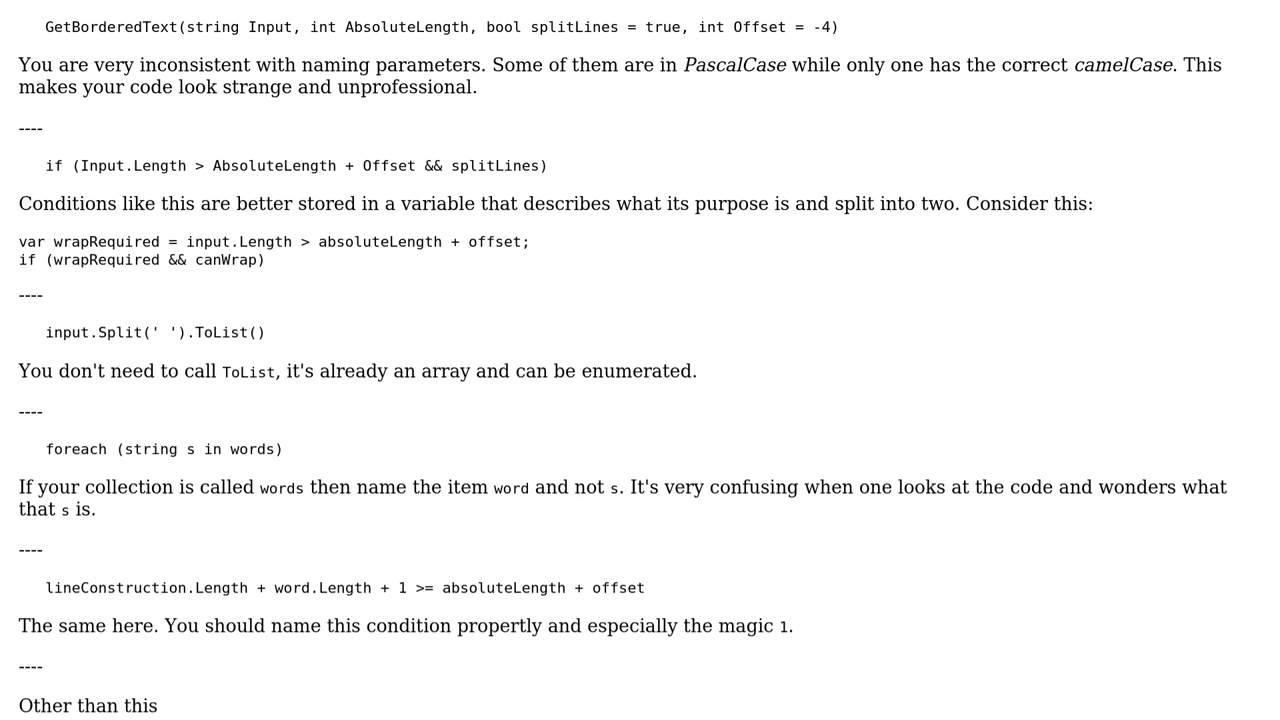 GetBorderedText(string Input, int AbsoluteLength, bool splitLines = true, int Offset = -4)
You are very inconsistent with naming parameters. Some of them are in PascalCase while only one has the correct camelCase. This
makes your code look strange and unprofessional.
----
if (Input.Length > AbsoluteLength + Offset && splitLines)
Conditions like this are better stored in a variable that describes what its purpose is and split into two. Consider this:
var wrapRequired = input.Length > absoluteLength + offset;
if (wrapRequired && canWrap)
----
input.Split(' ').ToList()
You don't need to call ToList, it's already an array and can be enumerated.
----
foreach (string s in words)
If your collection is called words then name the item word and not s. It's very confusing when one looks at the code and wonders what
that s is.
----
lineConstruction.Length + word.Length + 1 >= absoluteLength + offset
The same here. You should name this condition propertly and especially the magic 1.
----
Other than this